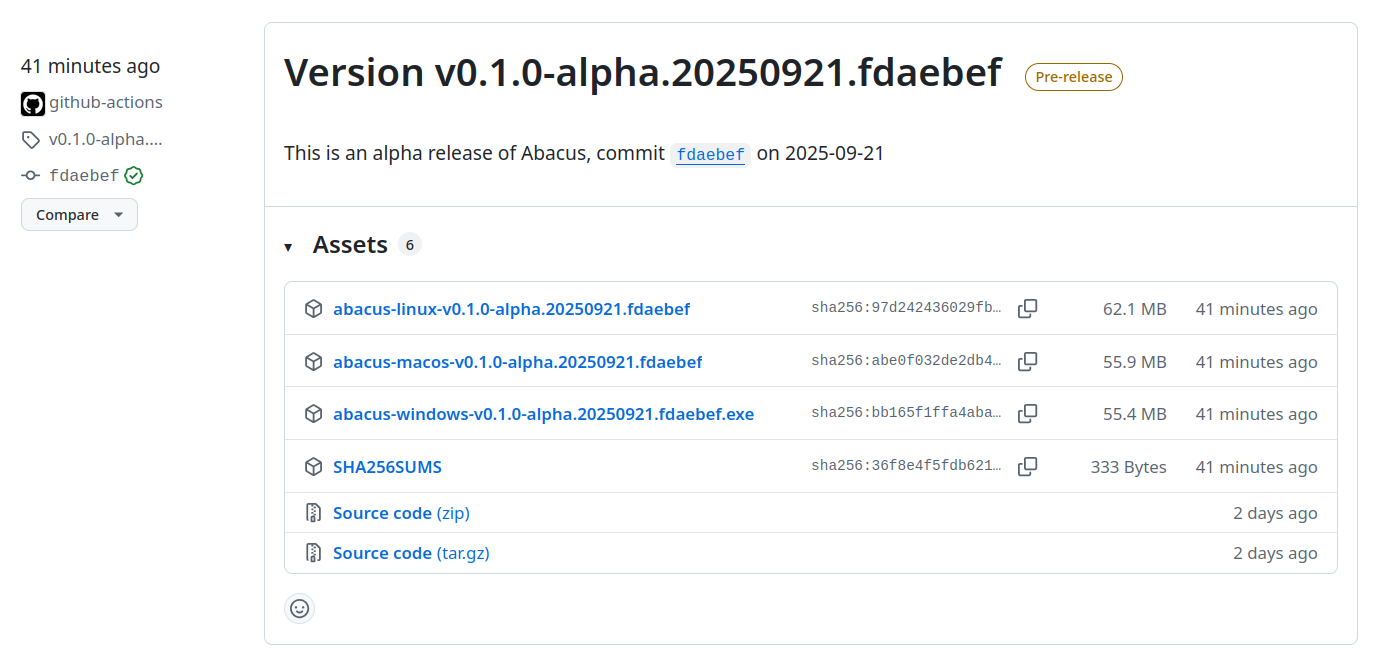 41 minutes ago
github-actions
v0.1.0-alpha....
fdaebef
Compare
Version v0.1.0-alpha.20250921.fdaebef Pre-release
This is an alpha release of Abacus, commit fdaebef on 2025-09-21
Assets 6
abacus-linux-v0.1.0-alpha.20250921.fdaebef sha256:97d242436029fb… 62.1 MB 41 minutes ago
abacus-macos-v0.1.0-alpha.20250921.fdaebef sha256:abe0f032de2db4… 55.9 MB 41 minutes ago
abacus-windows-v0.1.0-alpha.20250921.fdaebef.exe sha256:bb165f1ffa4aba… 55.4 MB 41 minutes ago
SHA256SUMS sha256:36f8e4f5fdb621… 333 Bytes 41 minutes ago
Source code (zip) 2 days ago
Source code (tar.gz) 2 days ago